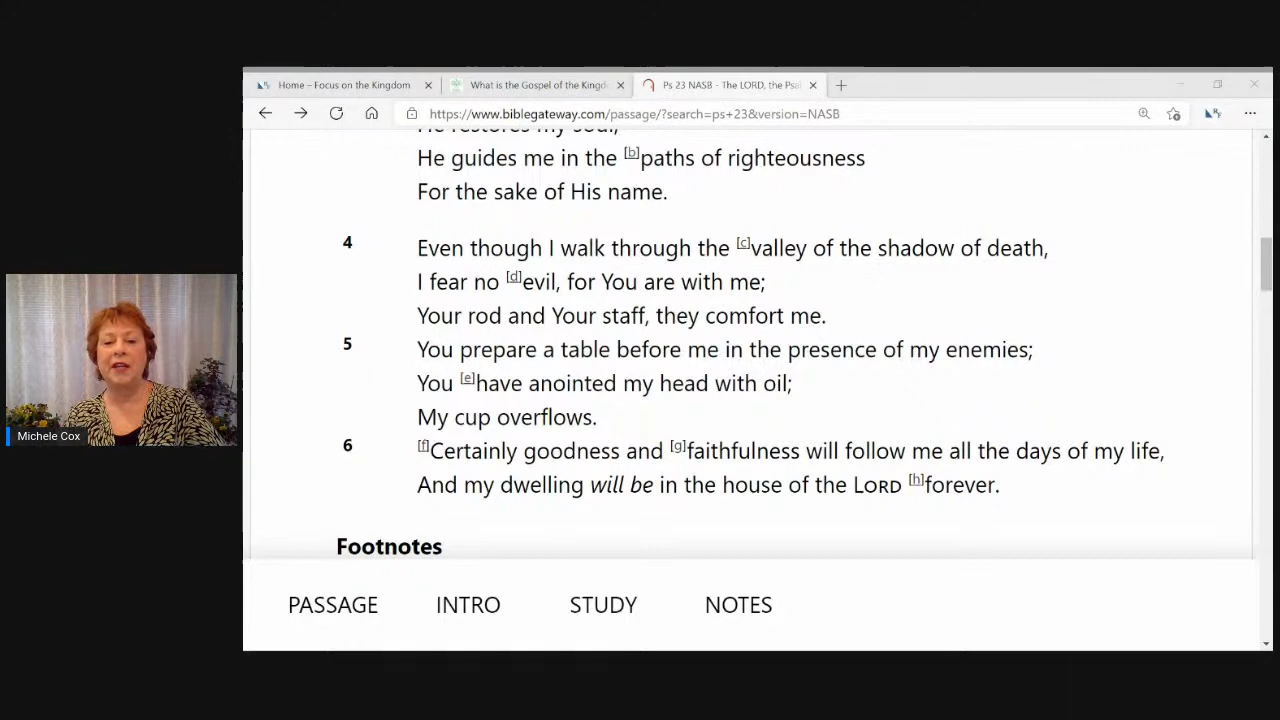 Home – Focus on the Kingdom
What is the Gospel of the Kingd
Ps 23 NASB - The LORD, the Psal
https://www.biblegateway.com/passage/?search=ps+23&version=NASB
He restores my soul;
He guides me in the [b]paths of righteousness
For the sake of His name.
4 Even though I walk through the [c]valley of the shadow of death,
I fear no [d]evil, for You are with me;
Your rod and Your staff, they comfort me.
5 You prepare a table before me in the presence of my enemies;
You [e]have anointed my head with oil;
My cup overflows.
6 [f]Certainly goodness and [g]faithfulness will follow me all the days of my life,
And my dwelling will be in the house of the LORD [h]forever.
Footnotes
PASSAGE INTRO STUDY NOTES
Michele Cox